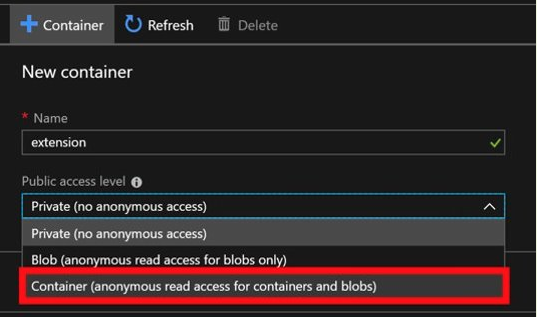 Container Refresh Delete
New container
* Name
extension
Public access level
Private (no anonymous access)
Private (no anonymous access)
Blob (anonymous read access for blobs only)
Container (anonymous read access for containers and blobs)